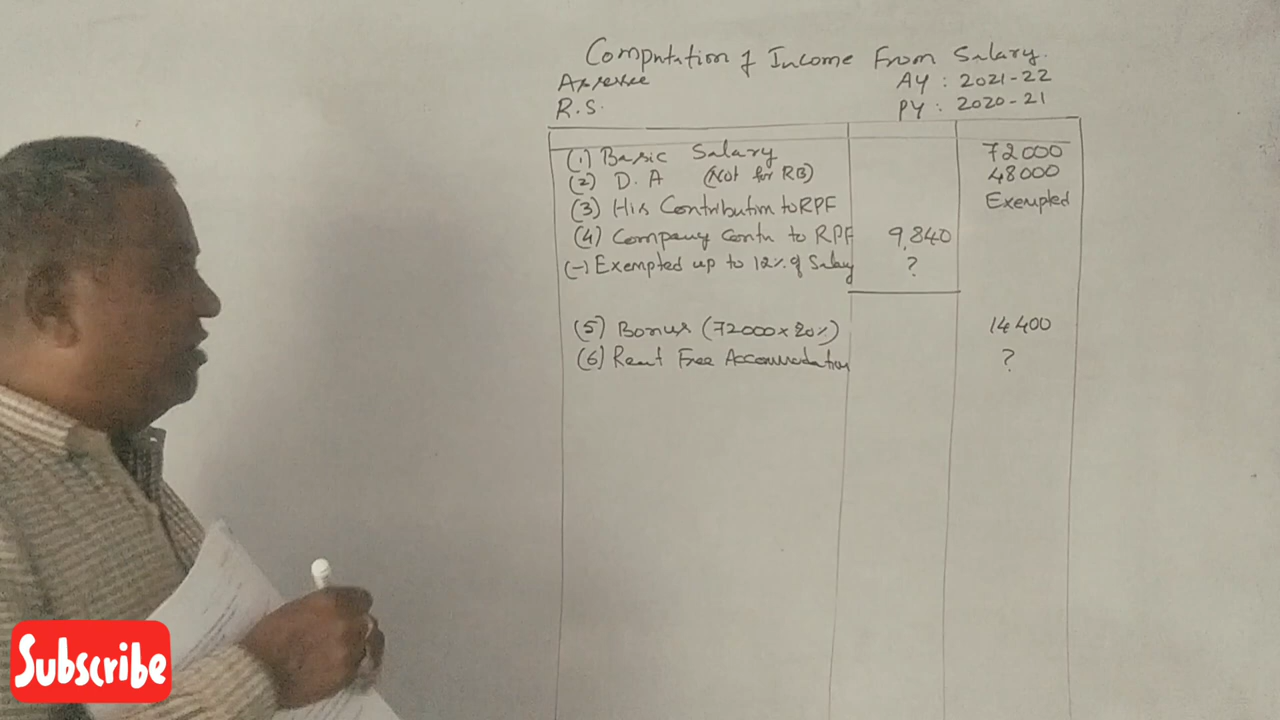 Computation of Income From Salary.
Assessee AY : 2021-22
R.S. PY : 2020-21
(1) Basic Salary 72000
(2) D.A (Not for RB) 48000
(3) His Contribution to RPF Exempted
(4) Company Contn to RPF 9,840
(-) Exempted up to 12% of Salary ?
(5) Bonus (72000 x 20%) 14400
(6) Rent Free Accommodation ?
Subscribe